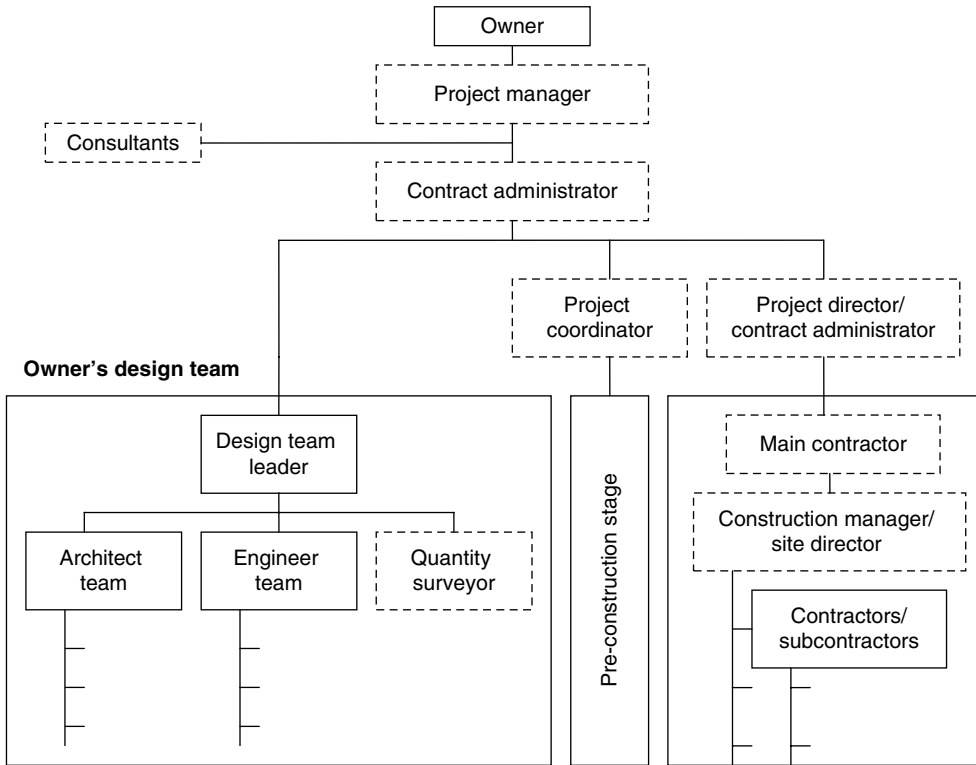 Owner
Project manager
Consultants
Contract administrator
Project
coordinator
Project director/
contract administrator
Owner’s design team
Design team
leader
Architect
team
Engineer
team
Quantity
surveyor
Pre-construction stage
Main contractor
Construction manager/
site director
Contractors/
subcontractors